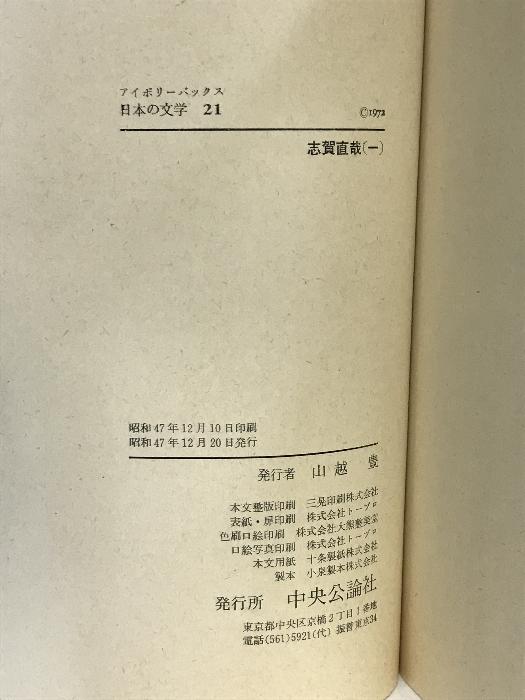 アイボリーバックス
日本の文学 21
©1972
志賀直哉(一)
昭和47年12月10日印刷
昭和47年12月20日発行
発行者 山越 豊
本文整版印刷 三晃印刷株式会社
表紙・扉印刷 株式会社トープロ
色刷口絵印刷 株式会社大熊整美堂
口絵写真印刷 株式会社トープロ
本文用紙 十条製紙株式会社
製本 小泉製本株式会社
発行所 中央公論社
東京都中央区京橋2丁目1番地
電話(561)5921(代) 振替東京34